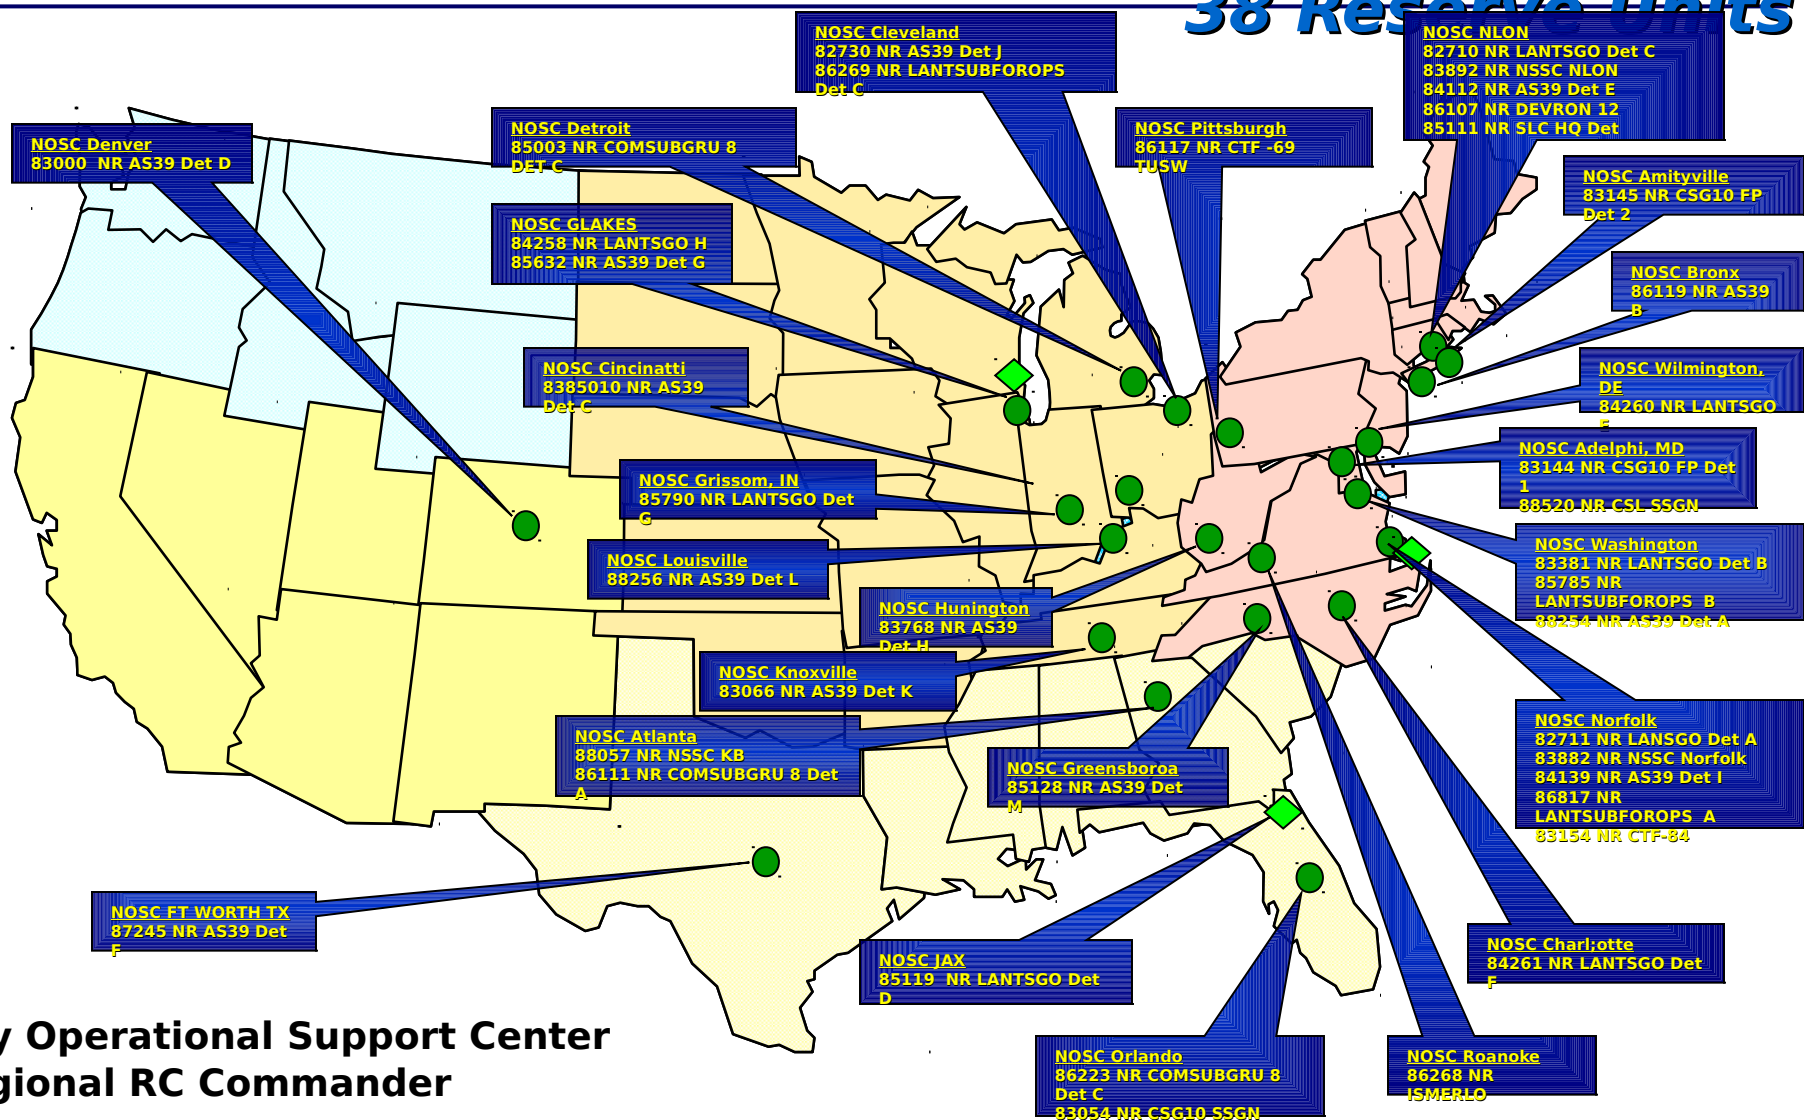 38 Reserve Units
NOSC Cleveland
82730 NR AS39 Det J
86269 NR LANTSUBFOROPS
Det C
NOSC NLON
82710 NR LANTSGO Det C
83892 NR NSSC NLON
84112 NR AS39 Det E
86107 NR DEVRON 12
85111 NR SLC HQ Det
NOSC Denver
83000  NR AS39 Det D
NOSC Detroit
85003 NR COMSUBGRU 8
DET C
NOSC Pittsburgh
86117 NR CTF -69
TUSW
NOSC Amityville
83145 NR CSG10 FP
Det 2
NOSC GLAKES
84258 NR LANTSGO H
85632 NR AS39 Det G
NOSC Bronx
86119 NR AS39
B
NOSC Cincinatti
8385010 NR AS39
Det C
NOSC Wilmington,
DE
84260 NR LANTSGO
E
NOSC Adelphi, MD
83144 NR CSG10 FP Det
1
88520 NR CSL SSGN
NOSC Grissom, IN
85790 NR LANTSGO Det
G
NOSC Louisville
88256 NR AS39 Det L
NOSC Washington
83381 NR LANTSGO Det B
85785 NR
LANTSUBFOROPS  B
88254 NR AS39 Det A
NOSC Hunington
83768 NR AS39
Det H
NOSC Knoxville
83066 NR AS39 Det K
NOSC Atlanta
88057 NR NSSC KB
86111 NR COMSUBGRU 8 Det
A
NOSC Greensboroa
85128 NR AS39 Det
M
NOSC Norfolk
82711 NR LANSGO Det A
83882 NR NSSC Norfolk
84139 NR AS39 Det I
86817 NR
LANTSUBFOROPS  A
83154 NR CTF-84
NOSC FT WORTH TX
87245 NR AS39 Det
F
NOSC JAX
85119  NR LANTSGO Det
D
NOSC Charl;otte
84261 NR LANTSGO Det
F
NOSC Orlando
86223 NR COMSUBGRU 8
Det C
83054 NR CSG10 SSGN
NOSC Roanoke
86268 NR
ISMERLO
y Operational Support Center
gional RC Commander